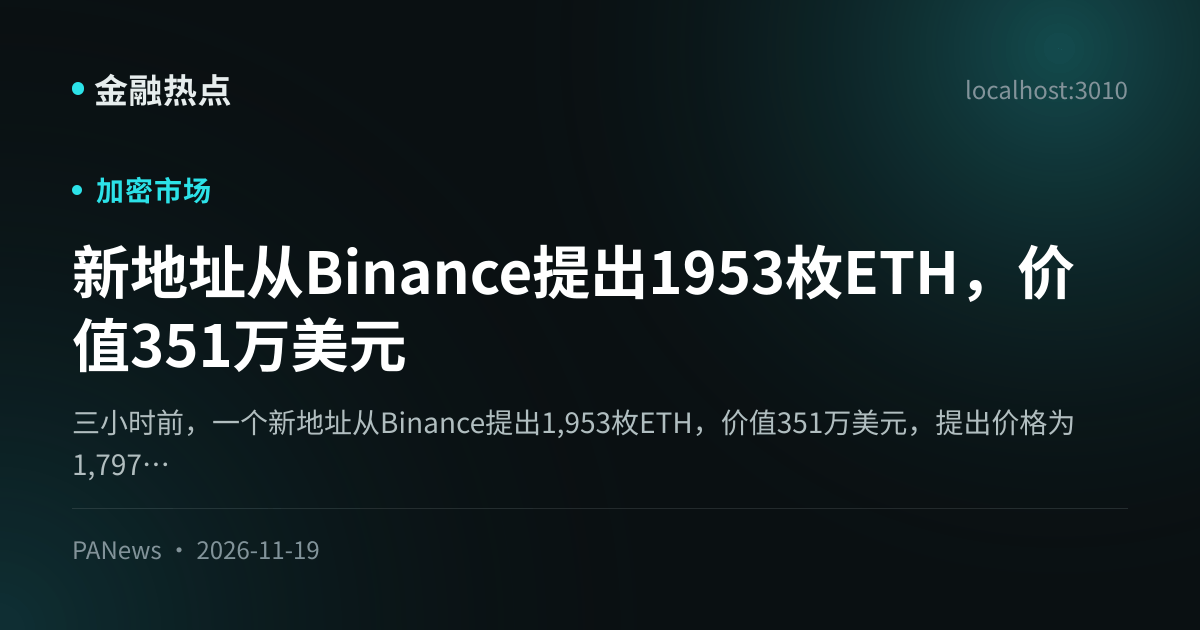 金融热点
localhost:3010
加密市场
新地址从Binance提出1953枚ETH，价
值351万美元
三小时前，一个新地址从Binance提出1,953枚ETH，价值351万美元，提出价格为
1,797…
PANews • 2026-11-19